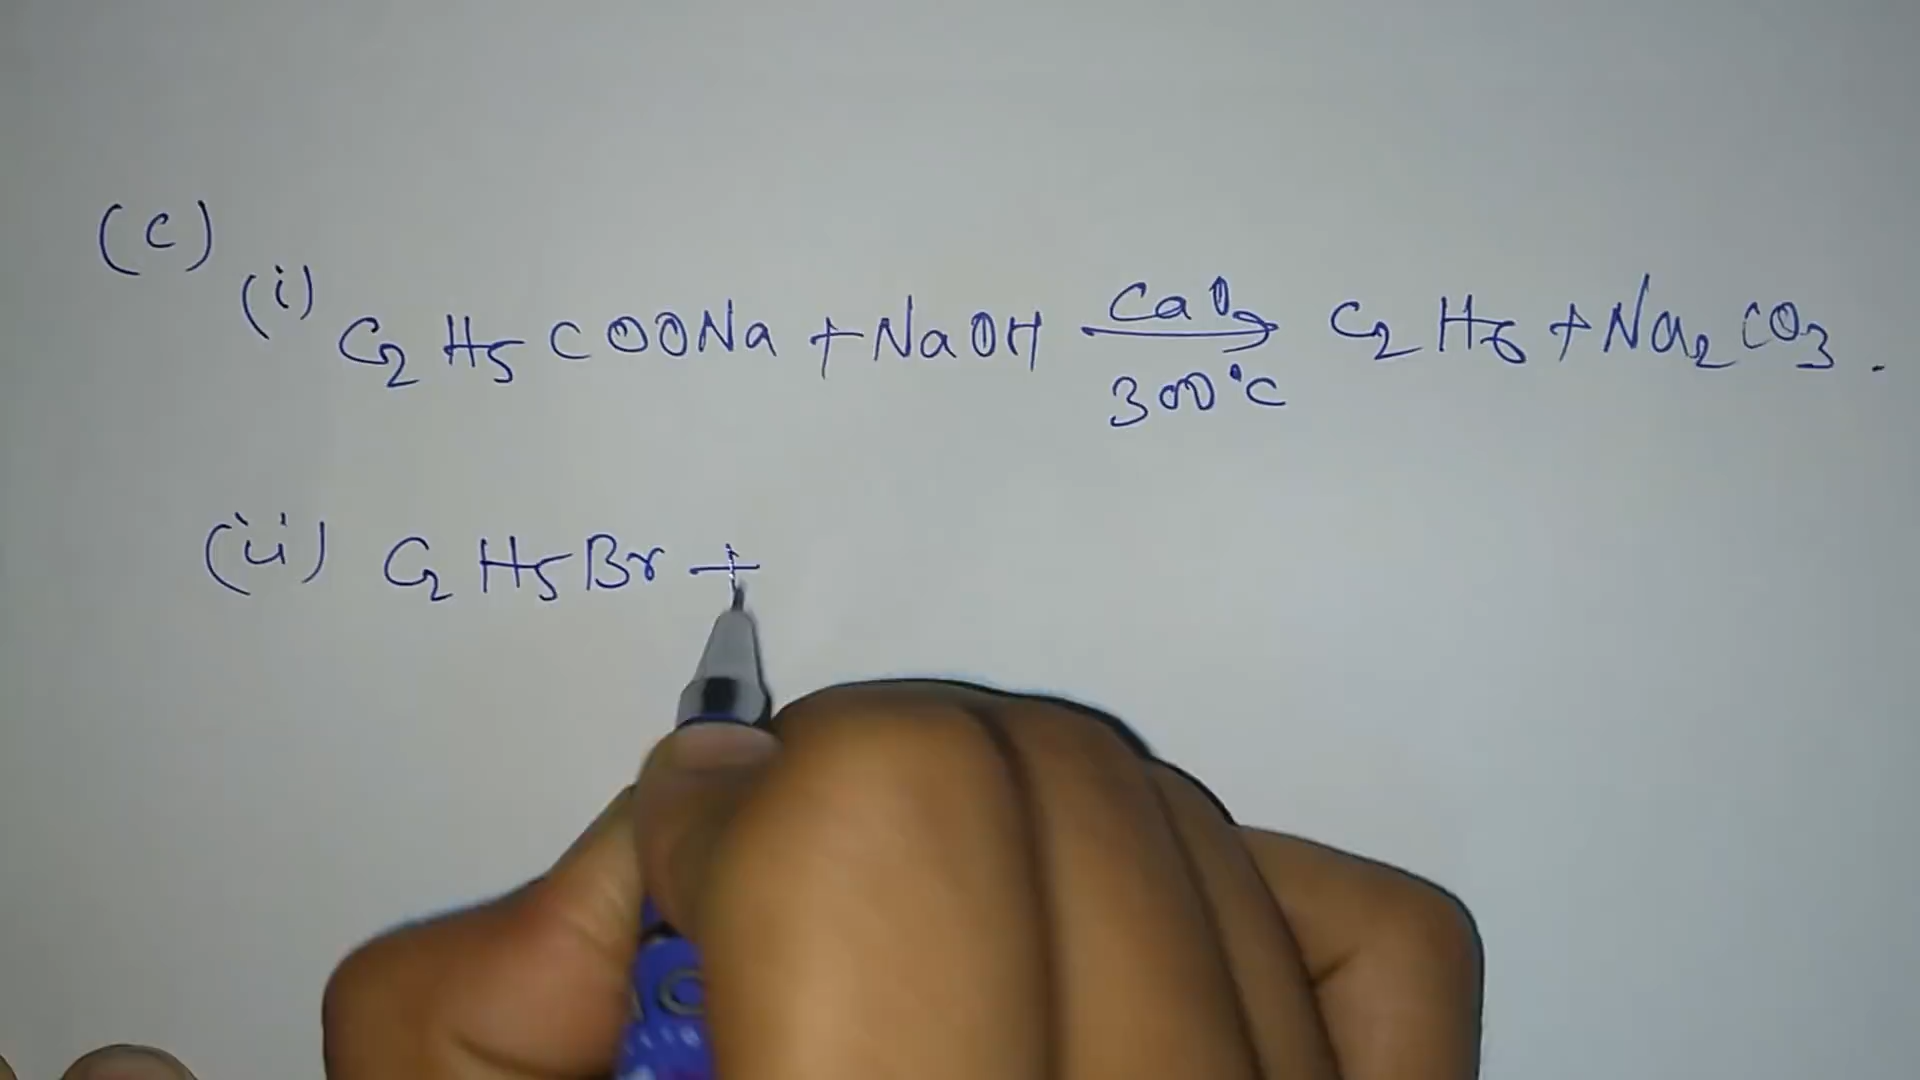 (C)
(i) C2H5COONa + NaOH CaO, 300°C → C2H6 + Na2CO3.
(ii) C2H5Br +